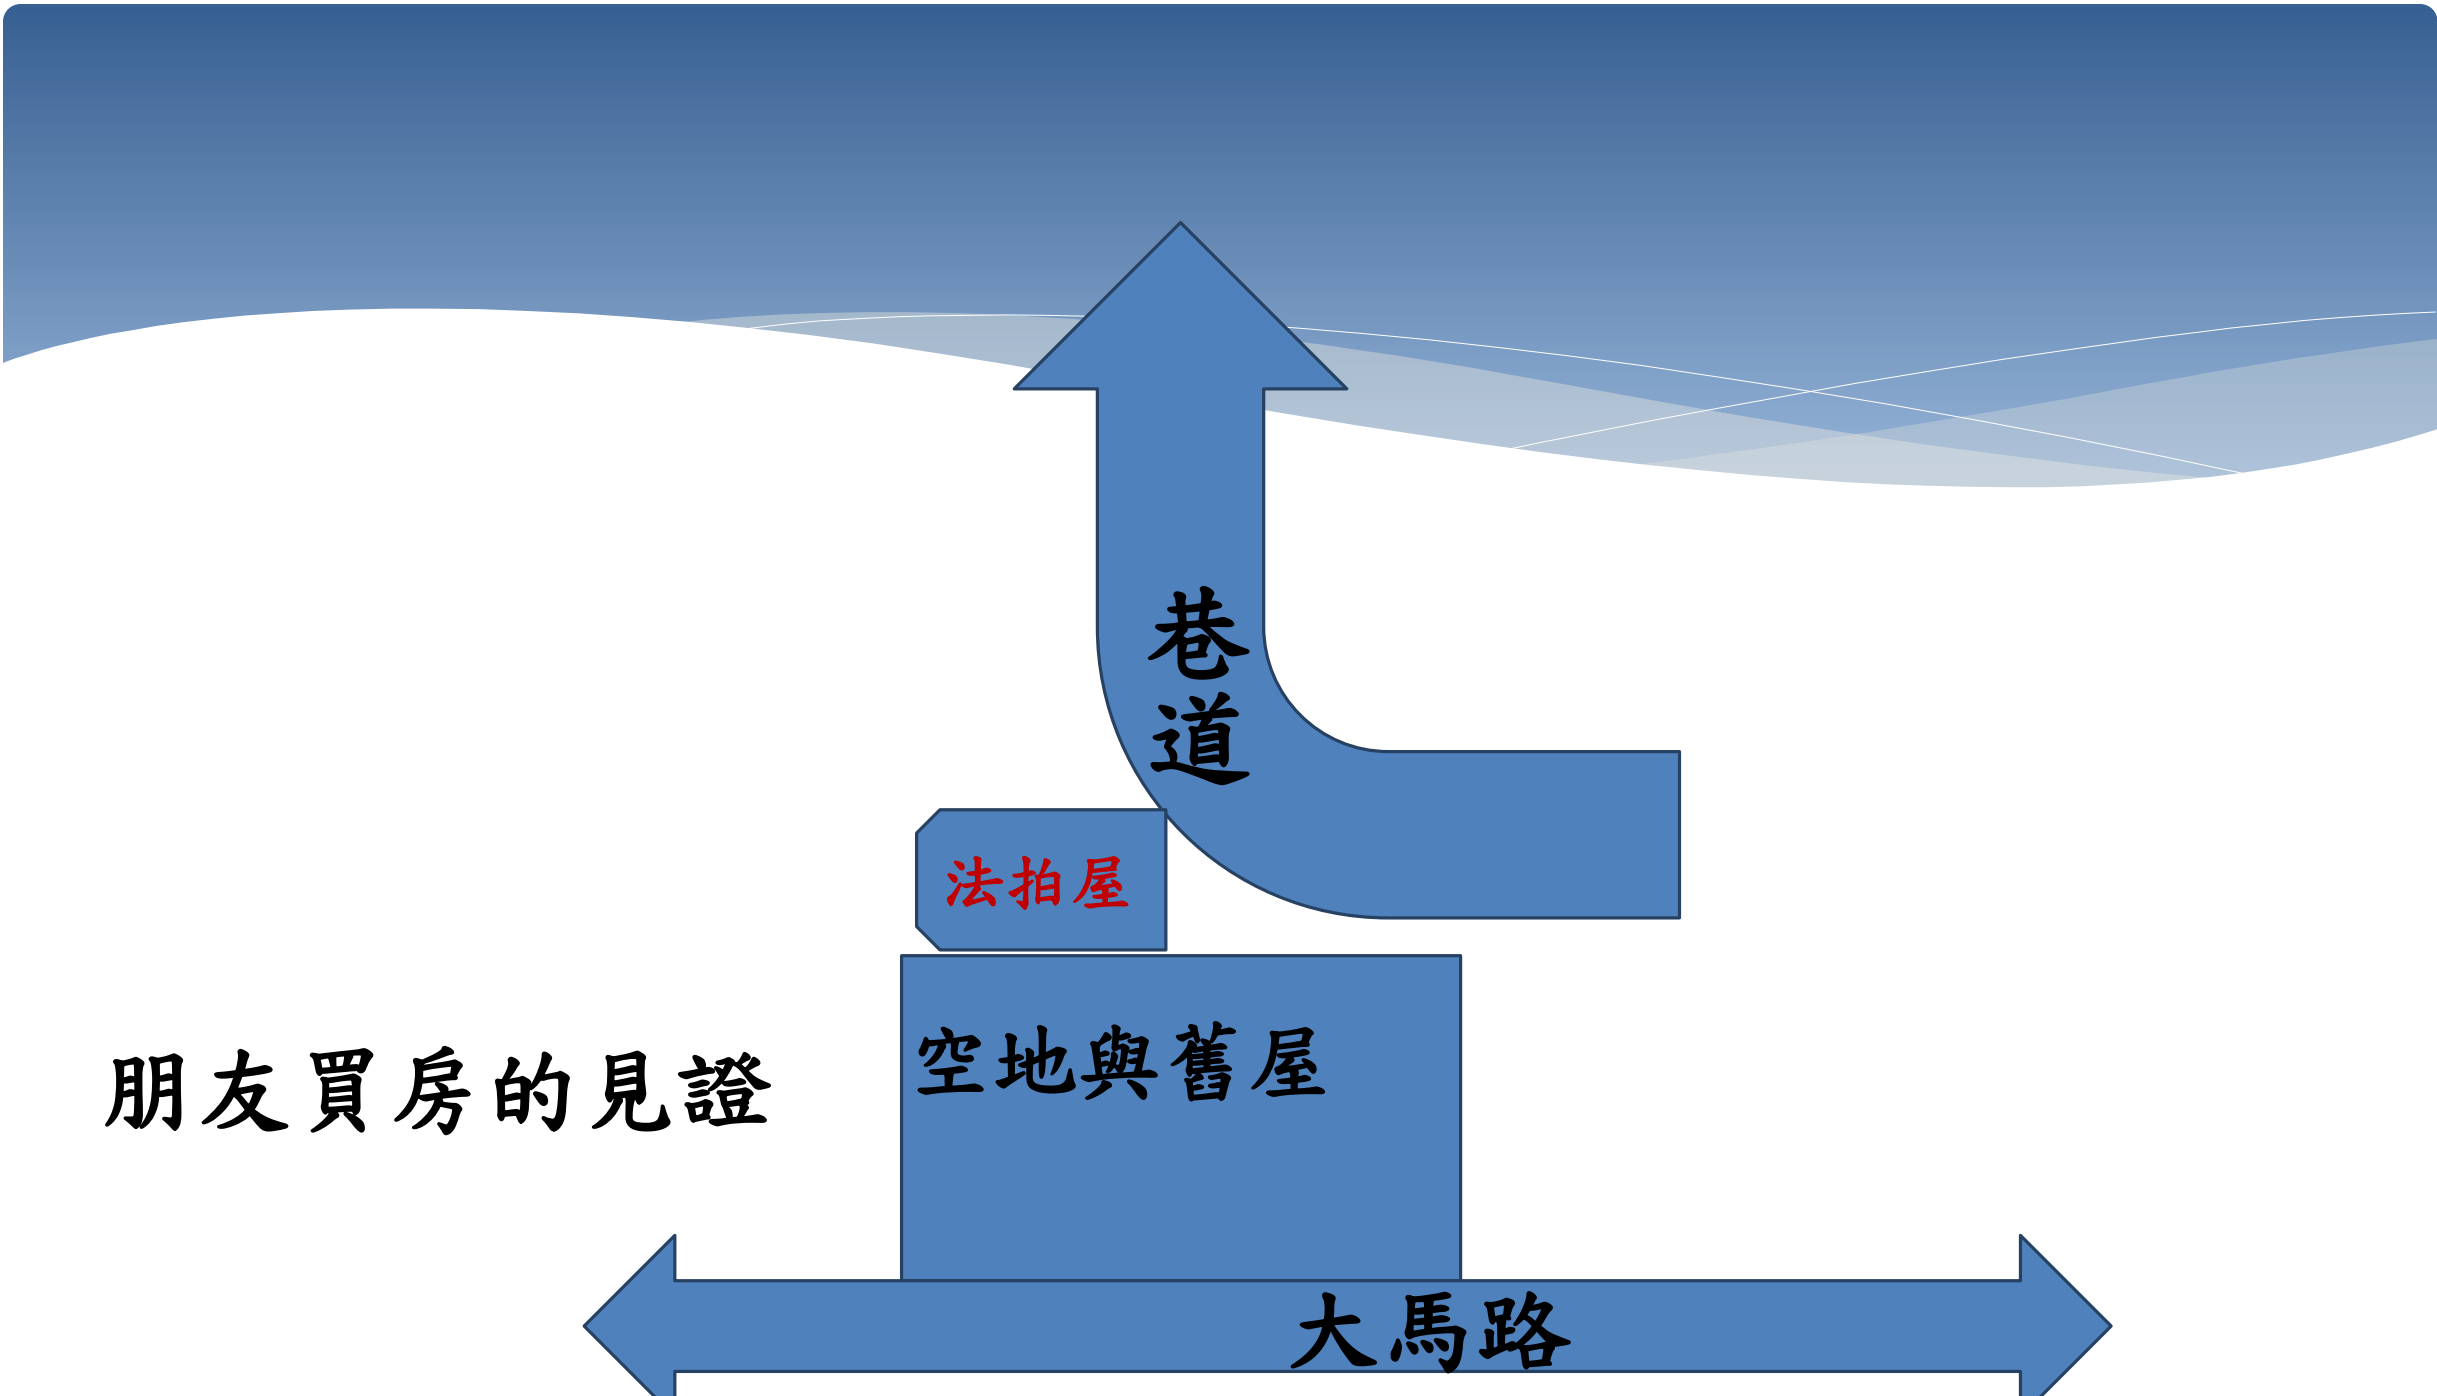 巷道
法拍屋
空地與舊屋
朋友買房的見證
大馬路